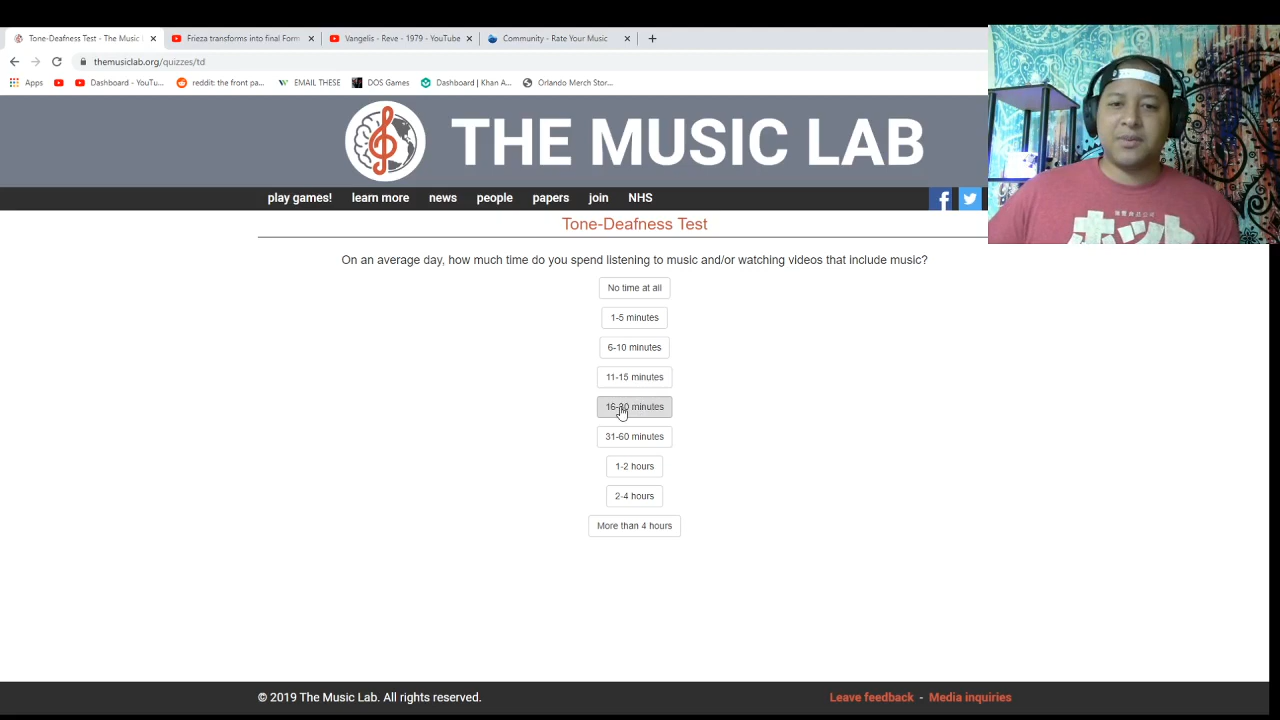 Tone-Deafness Test - The Music
Frieza transforms into final Form
Vangelis - Reve - 1979 - YouTube
Community - Rate Your Music
themusiclab.org/quizzes/td
Apps
Dashboard - YouTu...
reddit: the front pa...
EMAIL THESE
DOS Games
Dashboard | Khan A...
Orlando Merch Stor...
THE MUSIC LAB
play games!
learn more
news
people
papers
join
NHS
Tone-Deafness Test
On an average day, how much time do you spend listening to music and/or watching videos that include music?
No time at all
1-5 minutes
6-10 minutes
11-15 minutes
16-30 minutes
31-60 minutes
1-2 hours
2-4 hours
More than 4 hours
© 2019 The Music Lab. All rights reserved.
Leave feedback - Media inquiries